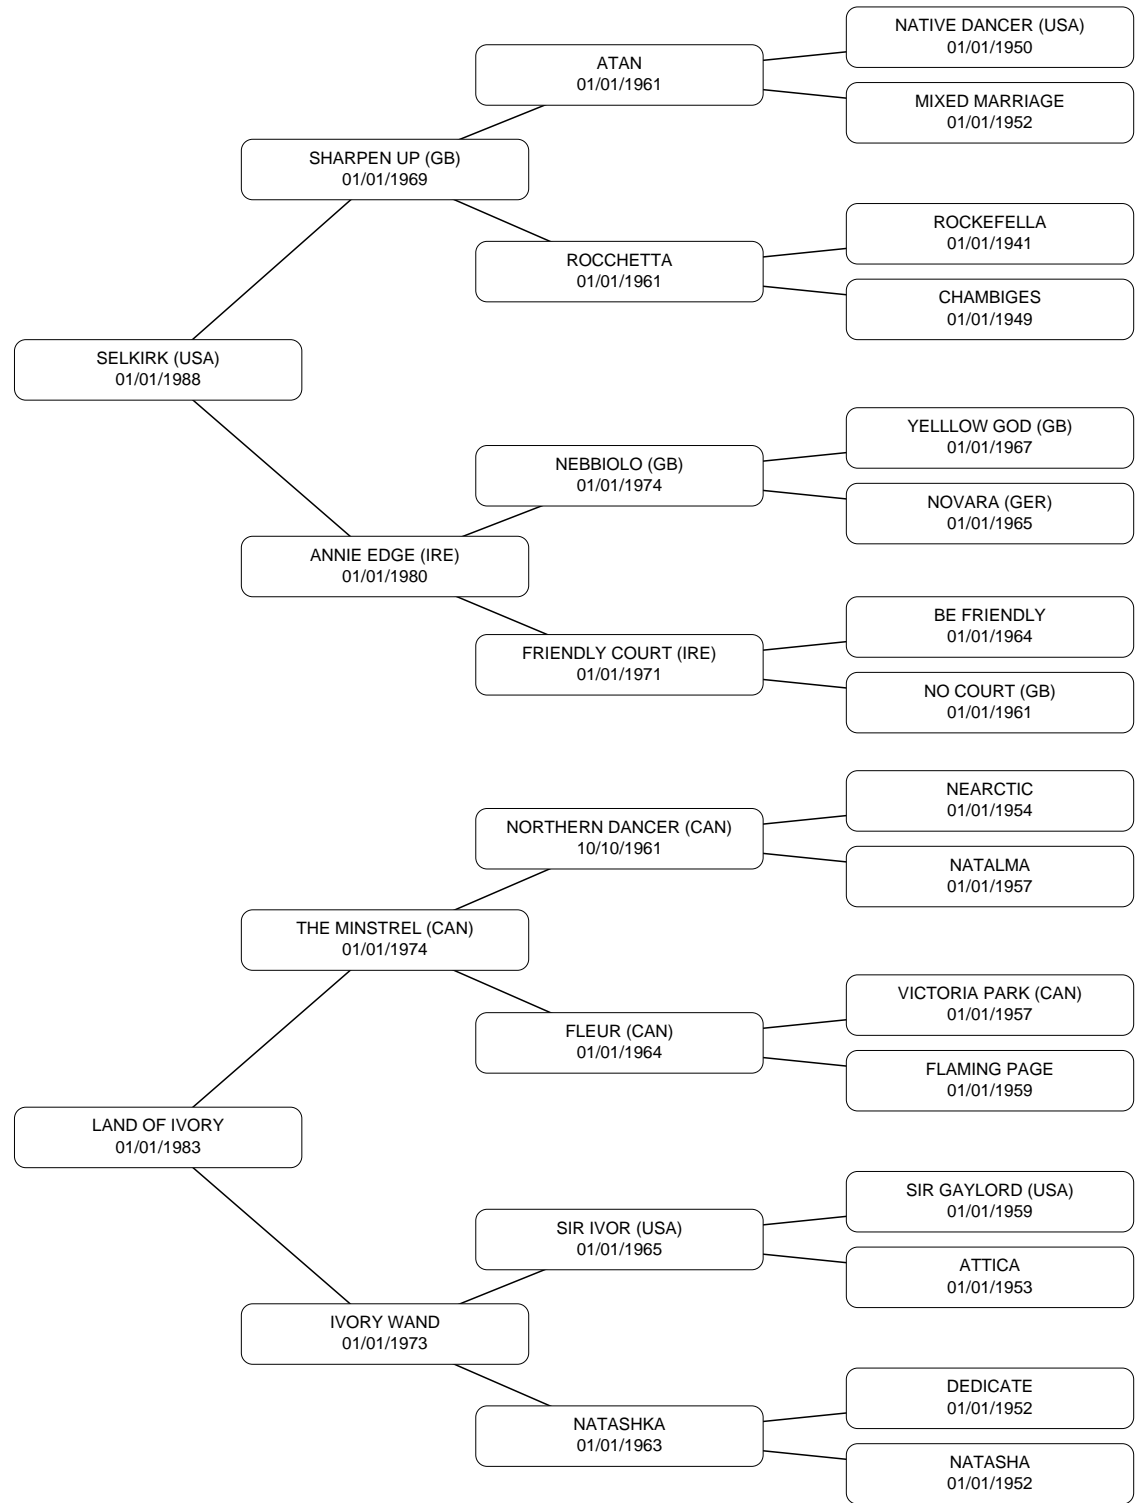 NATIVE DANCER (USA)
01/01/1950
ATAN
01/01/1961
MIXED MARRIAGE
01/01/1952
SHARPEN UP (GB)
01/01/1969
ROCKEFELLA
01/01/1941
ROCCHETTA
01/01/1961
CHAMBIGES
01/01/1949
SELKIRK (USA)
01/01/1988
YELLLOW GOD (GB)
01/01/1967
NEBBIOLO (GB)
01/01/1974
NOVARA (GER)
01/01/1965
ANNIE EDGE (IRE)
01/01/1980
BE FRIENDLY
01/01/1964
FRIENDLY COURT (IRE)
01/01/1971
NO COURT (GB)
01/01/1961
NEARCTIC
01/01/1954
NORTHERN DANCER (CAN)
10/10/1961
NATALMA
01/01/1957
THE MINSTREL (CAN)
01/01/1974
VICTORIA PARK (CAN)
01/01/1957
FLEUR (CAN)
01/01/1964
FLAMING PAGE
01/01/1959
LAND OF IVORY
01/01/1983
SIR GAYLORD (USA)
01/01/1959
SIR IVOR (USA)
01/01/1965
ATTICA
01/01/1953
IVORY WAND
01/01/1973
DEDICATE
01/01/1952
NATASHKA
01/01/1963
NATASHA
01/01/1952